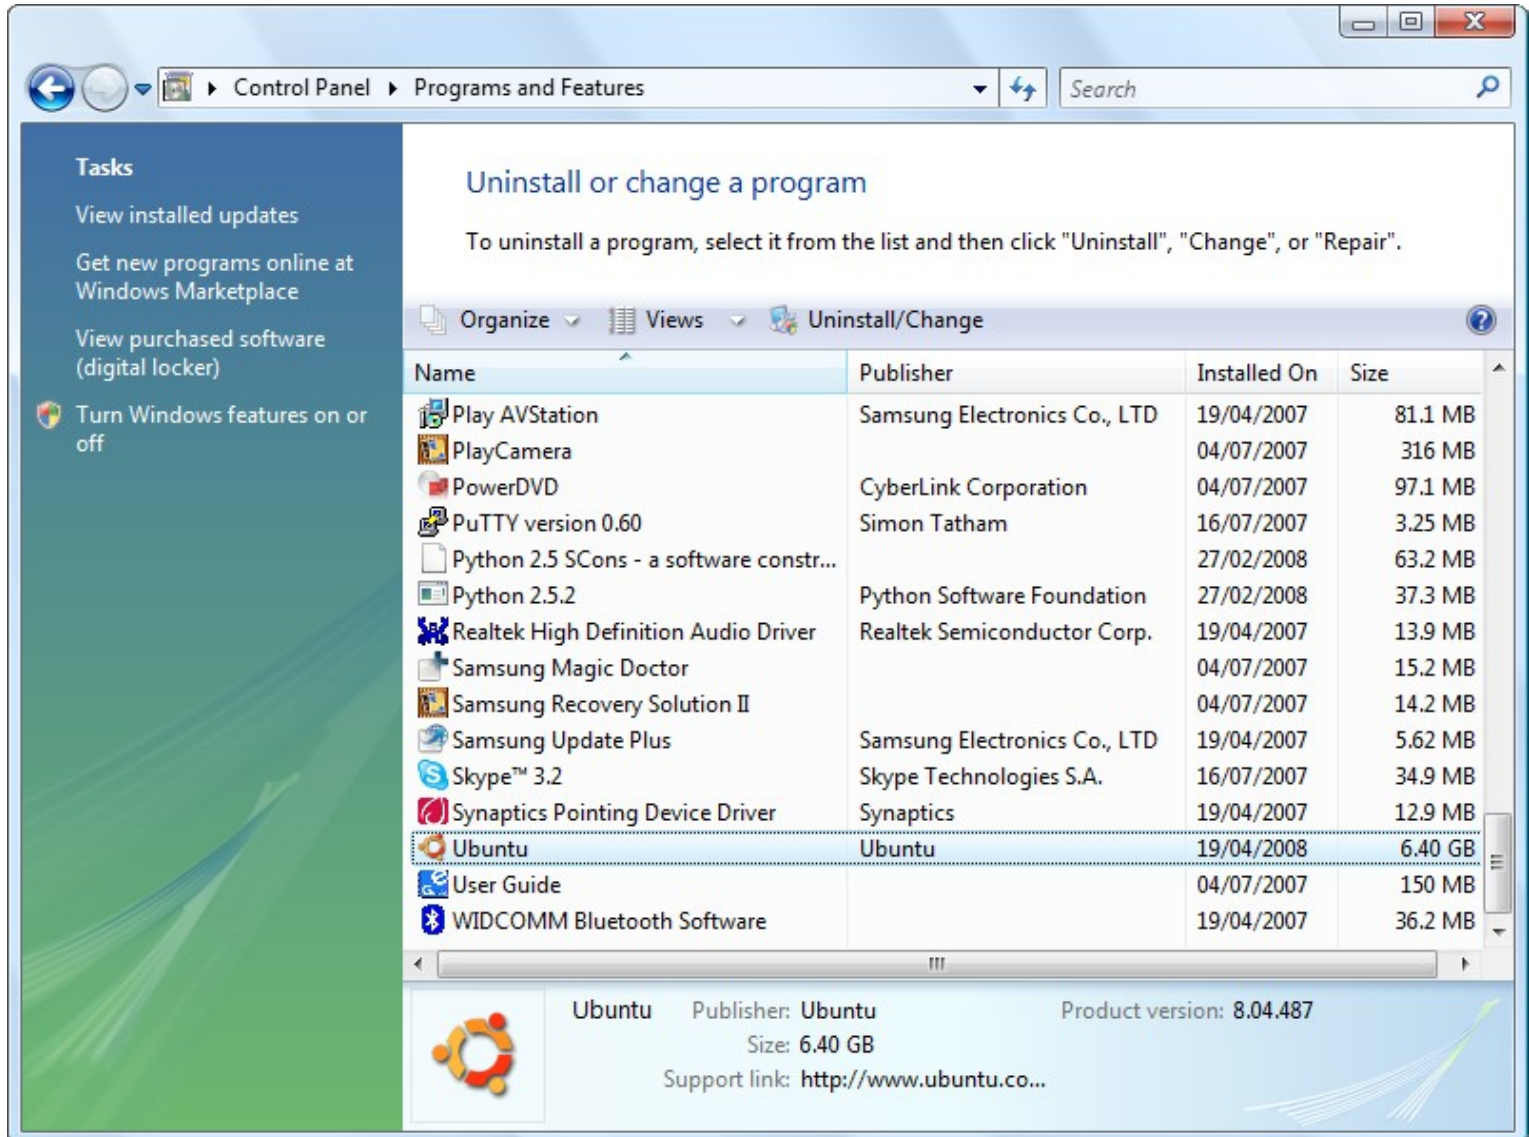 Control Panel Programs and Features
Search
Tasks
View installed updates
Get new programs online at
Windows Marketplace
View purchased software
(digital locker)
Turn Windows features on or
off
Uninstall or change a program
To uninstall a program, select it from the list and then click "Uninstall", "Change", or "Repair".
Organize Views Uninstall/Change
Name Publisher Installed On Size
Play AVStation Samsung Electronics Co., LTD 19/04/2007 81.1 MB
PlayCamera 04/07/2007 316 MB
PowerDVD CyberLink Corporation 04/07/2007 97.1 MB
PuTTY version 0.60 Simon Tatham 16/07/2007 3.25 MB
Python 2.5 SCons - a software constr... 27/02/2008 63.2 MB
Python 2.5.2 Python Software Foundation 27/02/2008 37.3 MB
Realtek High Definition Audio Driver Realtek Semiconductor Corp. 19/04/2007 13.9 MB
Samsung Magic Doctor 04/07/2007 15.2 MB
Samsung Recovery Solution II 04/07/2007 14.2 MB
Samsung Update Plus Samsung Electronics Co., LTD 19/04/2007 5.62 MB
Skype™ 3.2 Skype Technologies S.A. 16/07/2007 34.9 MB
Synaptics Pointing Device Driver Synaptics 19/04/2007 12.9 MB
Ubuntu Ubuntu 19/04/2008 6.40 GB
User Guide 04/07/2007 150 MB
WIDCOMM Bluetooth Software 19/04/2007 36.2 MB
Ubuntu Publisher: Ubuntu Product version: 8.04.487
Size: 6.40 GB
Support link: http://www.ubuntu.co...